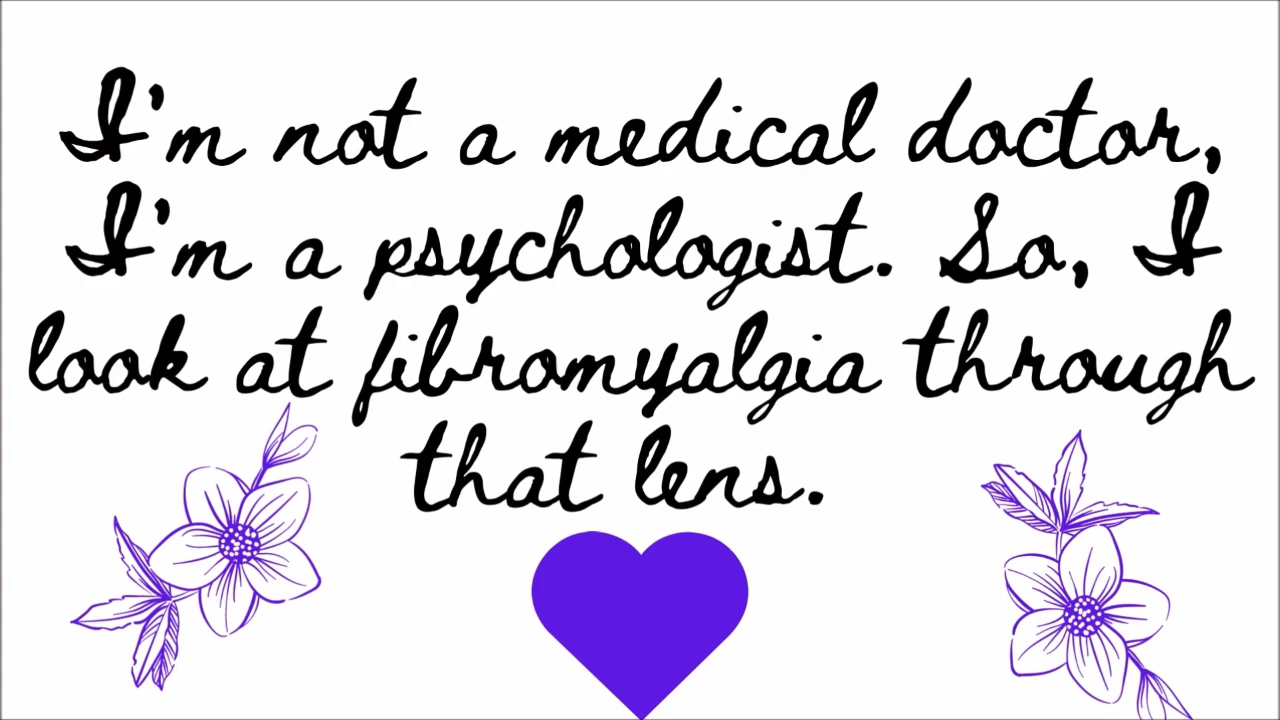 I'm not a medical doctor,
I'm a psychologist. So, I
look at fibromyalgia through
that lens.